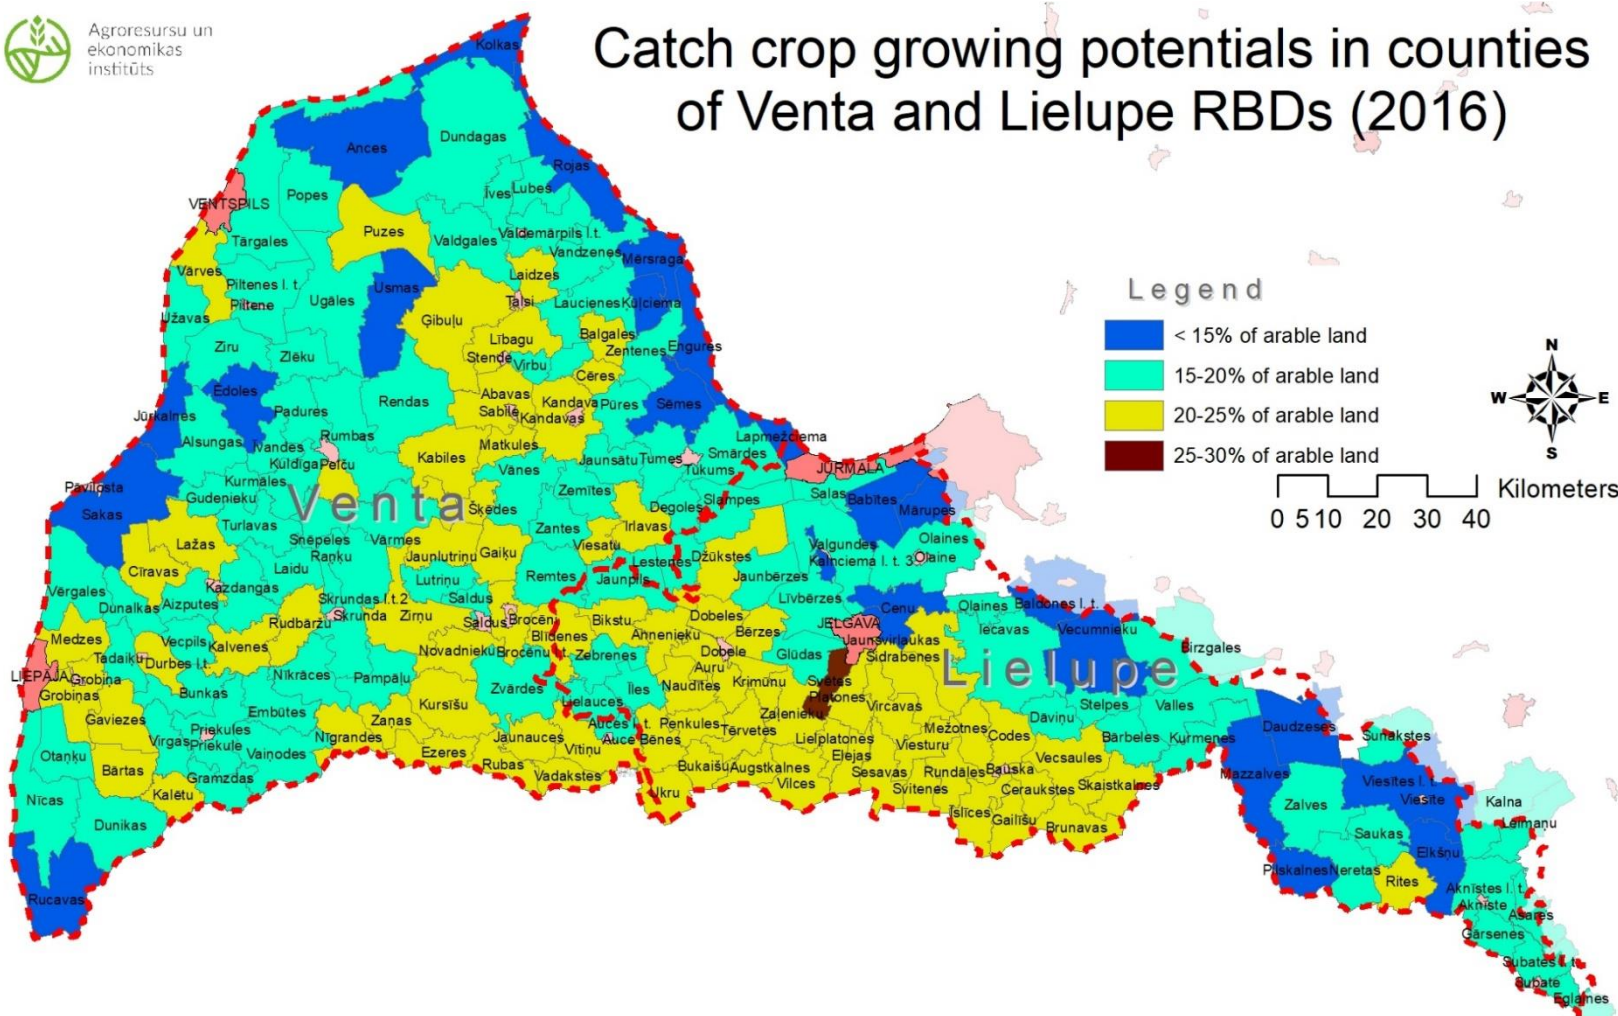 Agroresursu un
ekonomikas
institūts
Catch crop growing potentials in counties
of Venta and Lielupe RBDs (2016)
Legend
< 15% of arable land
15-20% of arable land
20-25% of arable land
25-30% of arable land
N
W E
S
Kilometers
0 5 10 20 30 40
Venta
Lielupe
Kolkas
Dundagas
Ances
Rojas
Popes
Īves
Lubes
VENTSPILS
Puzes
Tārgales
Valdgales
Valdemārpils l.t.
Vandzenes
Mērsraga
Vārves
Piltenes l. t.
Piltene
Ugāles
Usmas
Laidzes
Talsi
Laucienes
Ķūļciema
Užavas
Ģibuļu
Lībagu
Balgales
Zentenes
Engures
Ziru
Zlēku
Stende
Virbu
Cēres
Ēdoles
Rendas
Abavas
Sabile
Kandava
Kandavas
Pūres
Sēmes
Jūrkalnes
Padures
Alsungas
Īvandes
Rumbas
Kuldīga
Pelču
Kabiles
Matkules
Vānes
Jaunsātu
Tumes
Tukums
Smārdes
Lapmežciema
JŪRMALA
Pāvilosta
Sakas
Kurmāles
Gudenieku
Turlavas
Snēpeles
Vārmes
Šķēdes
Zemītes
Zantes
Degoles
Slampes
Salas
Babītes
Mārupes
Lažas
Cīravas
Laidu
Raņķu
Jaunlutriņu
Gaiķu
Viesatu
Irlavas
Lestenes
Džūkstes
Valgundes
Kalnciema l. t. 3
Olaines
Olaine
Vērgales
Dunalkas
Aizputes
Kazdangas
Skrundas l.t.2
Skrunda
Lutriņu
Saldus
Remtes
Jaunpils
Jaunbērzes
Līvbērzes
Cenu
Olaines
Baldones l. t.
Medzes
Vecpils
Kalvenes
Rudbāržu
Zirņu
Saldus
Brocēni
Blīdenes
Bikstu
Annenieku
Dobeles
Bērzes
JELGAVA
Jaunsvirlaukas
Iecavas
Vecumnieku
Birzgales
LIEPĀJA
Grobiņa
Grobiņas
Tadaiķu
Durbes l.t.
Novadnieku
Brocēnu l.t.
Zebrenes
Dobele
Auru
Glūdas
Sidrabenes
Bunkas
Nīkrāces
Pampāļu
Zvārdes
Īles
Naudītes
Krimūnu
Svētes
Platones
Gaviezes
Embūtes
Kursīšu
Lielauces
Zaļenieku
Vircavas
Stelpes
Valles
Virgas
Priekules
Priekule
Zaņas
Auces l.t.
Auce
Bēnes
Penkules
Tērvetes
Lielplatones
Mežotnes
Codes
Dāviņu
Bārbeles
Kurmenes
Otaņķu
Vaiņodes
Nīgrandes
Ezeres
Jaunauces
Vītiņu
Elejas
Viesturu
Vecsaules
Bārtas
Gramzdas
Rubas
Vadakstes
Bukaišu
Augstkalnes
Vilces
Sesavas
Svitenes
Rundāles
Bauska
Ceraukstes
Skaistkalnes
Kalētu
Nīcas
Dunikas
Ukru
Īslīces
Gailīšu
Brunavas
Rucavas
Daudzeses
Sunākstes
Mazzalves
Viesītes l. t.
Viesīte
Zalves
Kalna
Leimaņu
Saukas
Elkšņu
Pilskalnes
Neretas
Rites
Aknīstes l. t.
Aknīste
Asares
Gārsenes
Subates l. t.
Subate
Eglaines